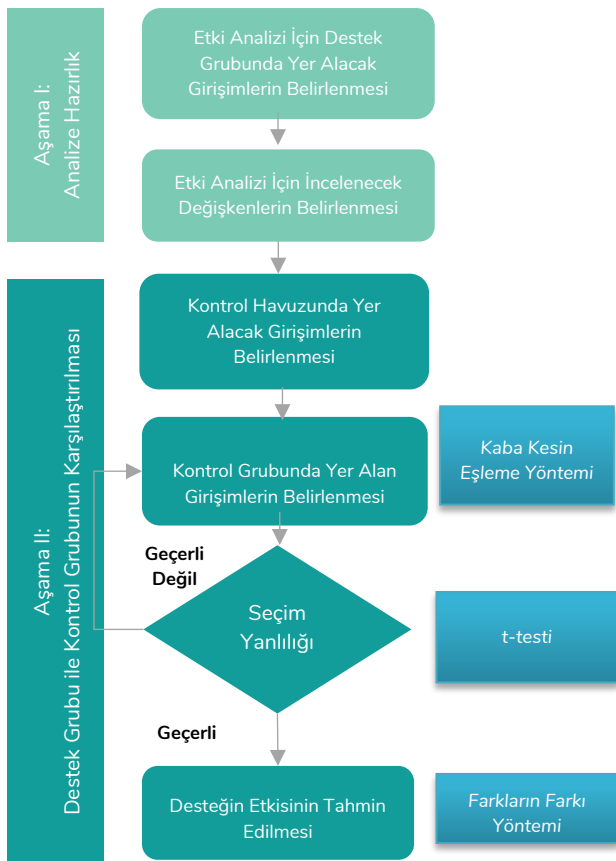 Aşama I:
Analize Hazırlık
Etki Analizi İçin Destek
Grubunda Yer Alacak
Girişimlerin Belirlenmesi
Etki Analizi İçin İncelenecek
Değişkenlerin Belirlenmesi
Aşama II:
Destek Grubu ile Kontrol Grubunun Karşılaştırılması
Kontrol Havuzunda Yer
Alacak Girişimlerin
Belirlenmesi
Kontrol Grubunda Yer Alan
Girişimlerin Belirlenmesi
Kaba Kesin
Eşleme Yöntemi
Geçerli
Değil
Seçim
Yanlılığı
t-testi
Geçerli
Desteğin Etkisinin Tahmin
Edilmesi
Farkların Farkı
Yöntemi